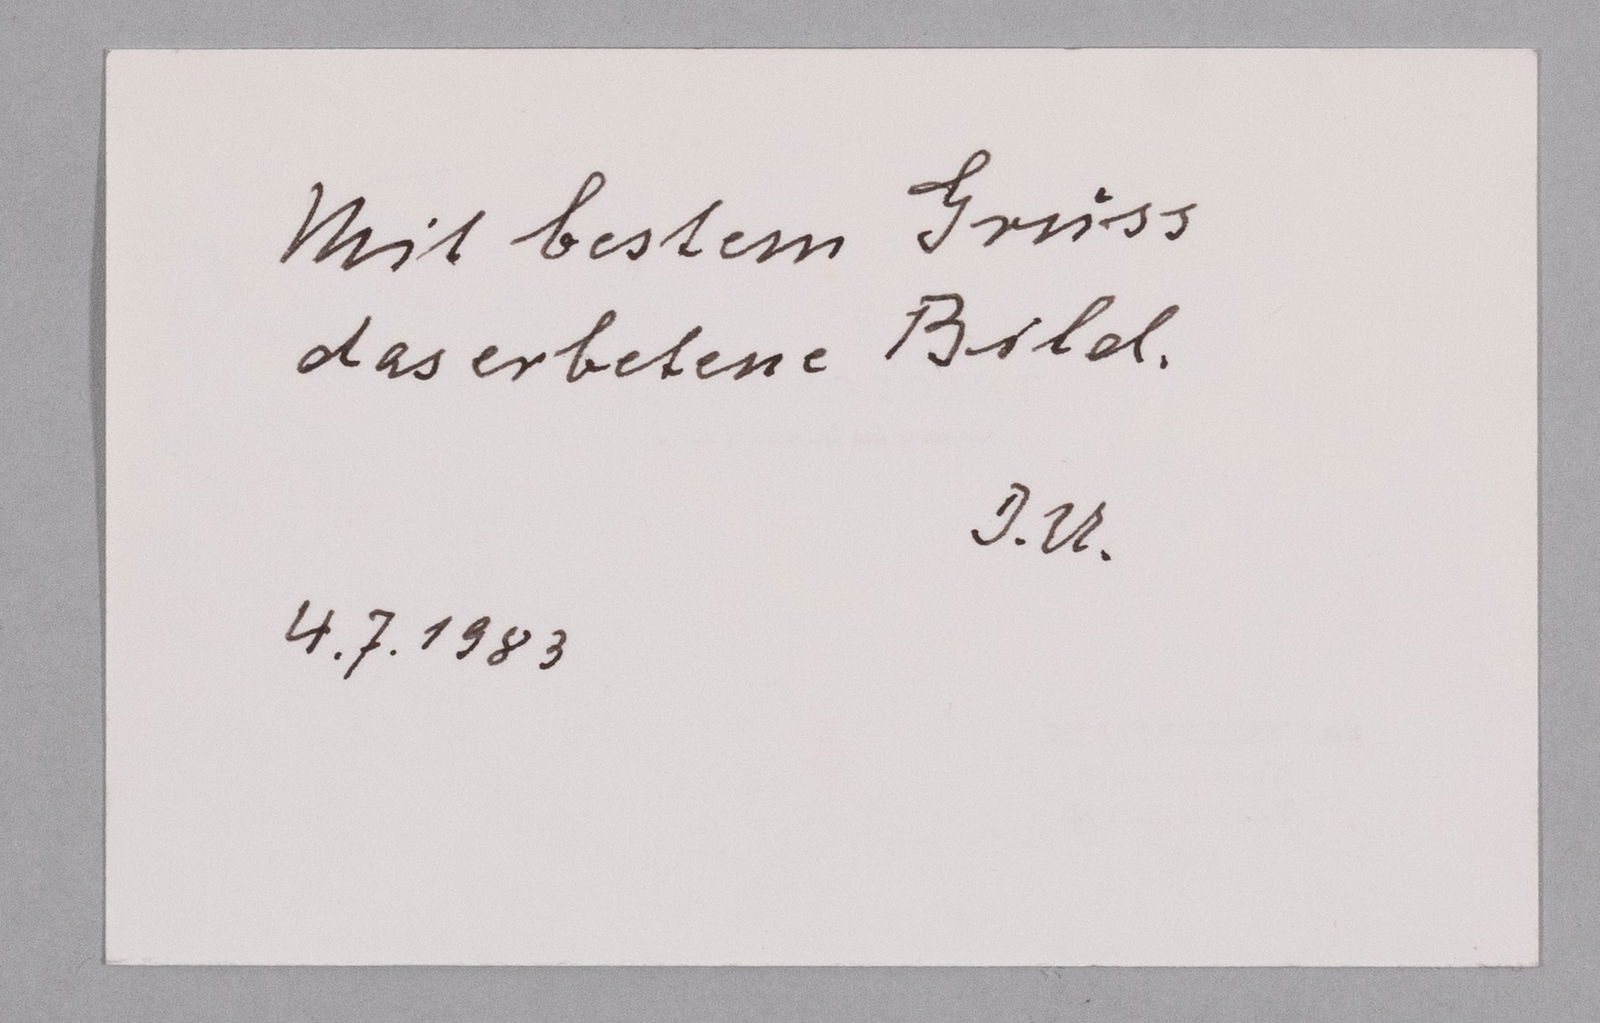 Mit bestem Gruss
das erbetene Bild.
I.U.
4.7.1983